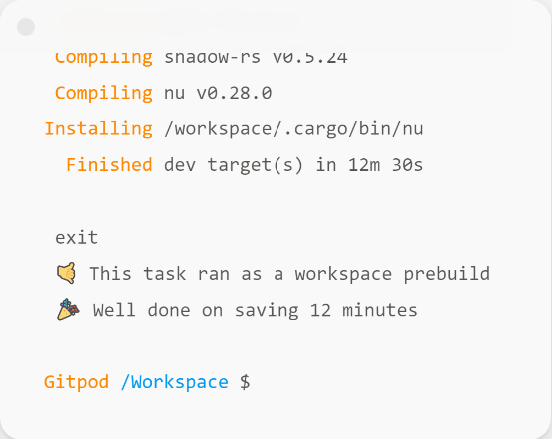 Compiling shadow-rs v0.5.24
Compiling nu v0.28.0
Installing /workspace/.cargo/bin/nu
Finished dev target(s) in 12m 30s
exit
🤙 This task ran as a workspace prebuild
🎉 Well done on saving 12 minutes
Gitpod /Workspace $